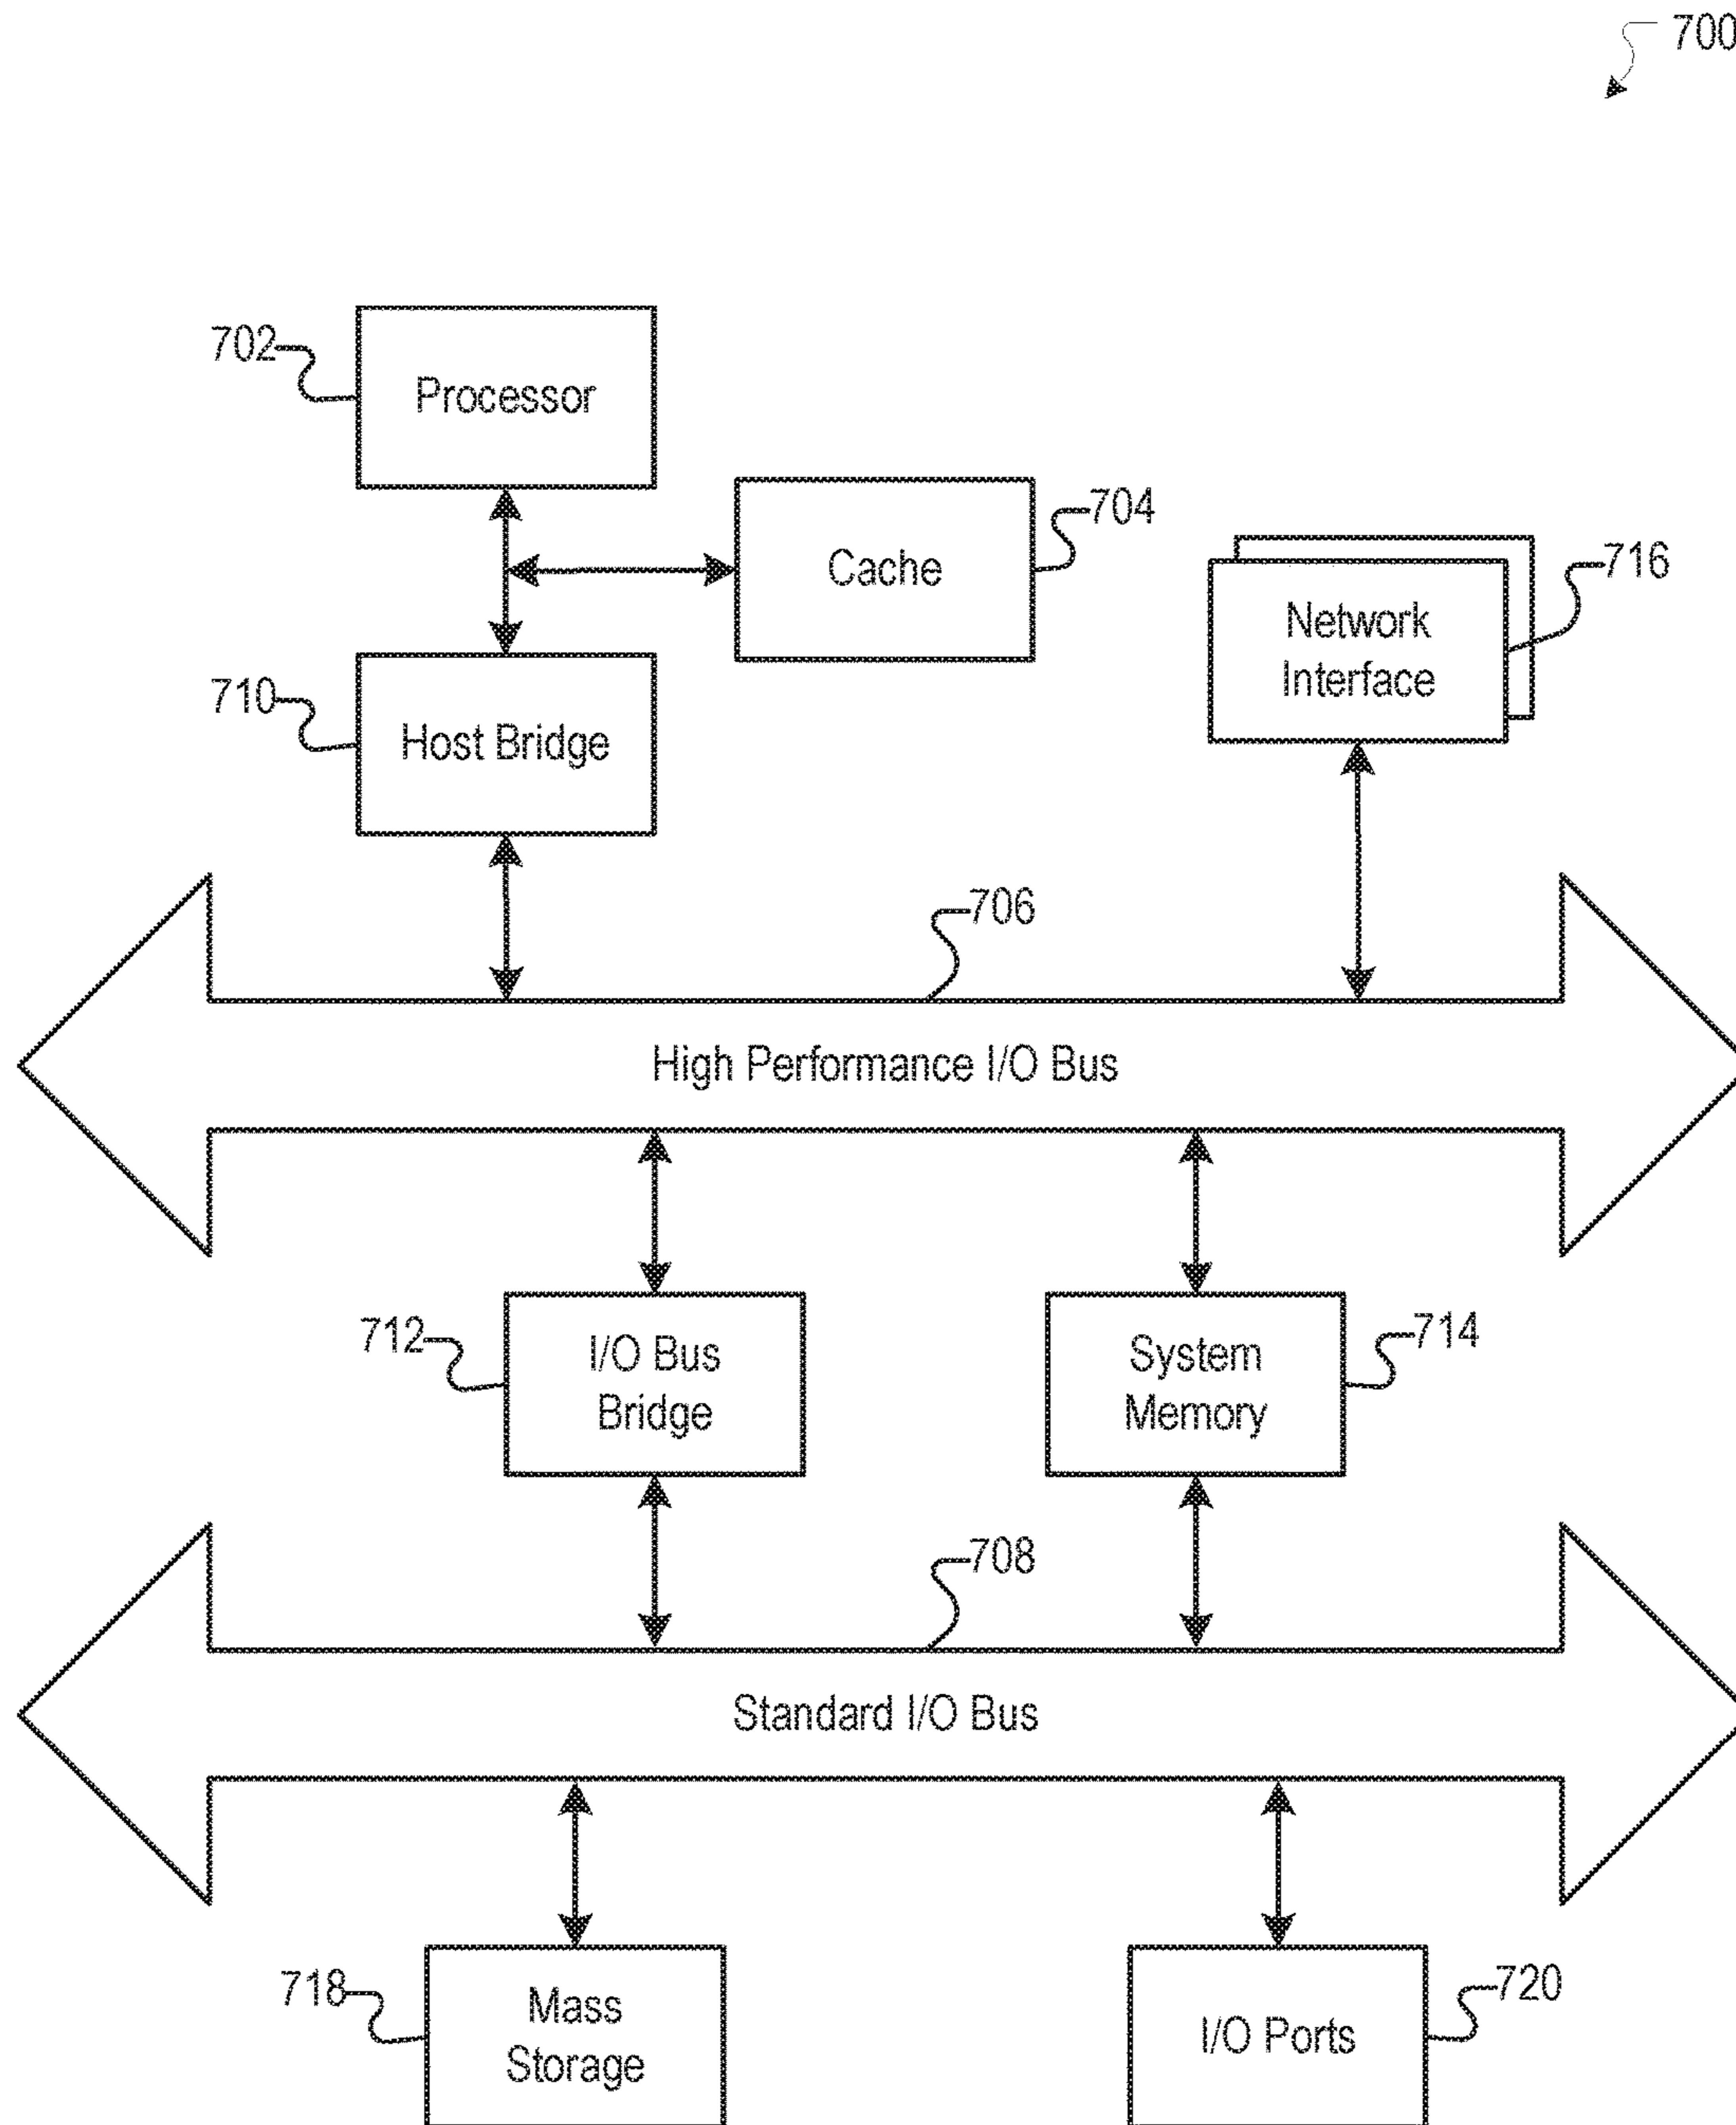 700
702
Processor
704
Cache
716
Network
Interface
710
Host Bridge
706
High Performance I/O Bus
712
I/O Bus
Bridge
714
System
Memory
708
Standard I/O Bus
718
Mass
Storage
720
I/O Ports